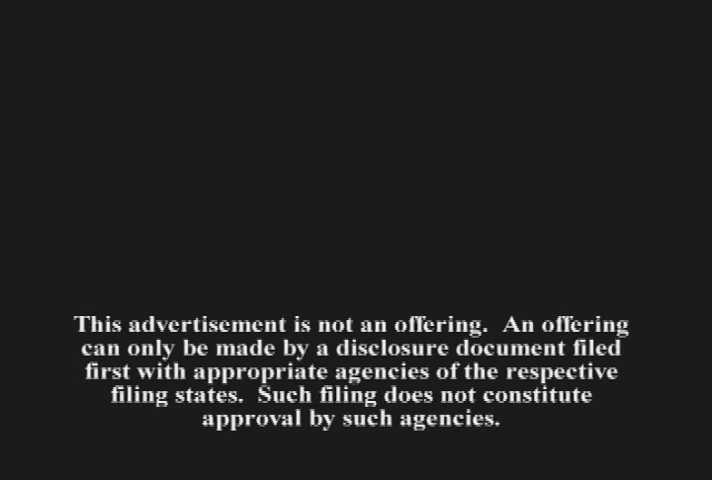 This advertisement is not an offering.  An offering
can only be made by a disclosure document filed
first with appropriate agencies of the respective
filing states.  Such filing does not constitute
approval by such agencies.